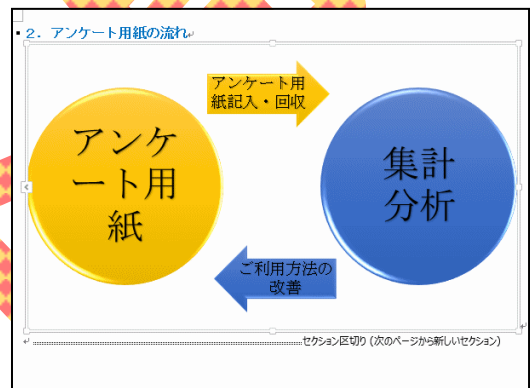 2．アンケート用紙の流れ
アンケート用
紙記入・回収
アンケ
ート用
紙
集計
分析
ご利用方法の
改善
セクション区切り (次のページから新しいセクション)